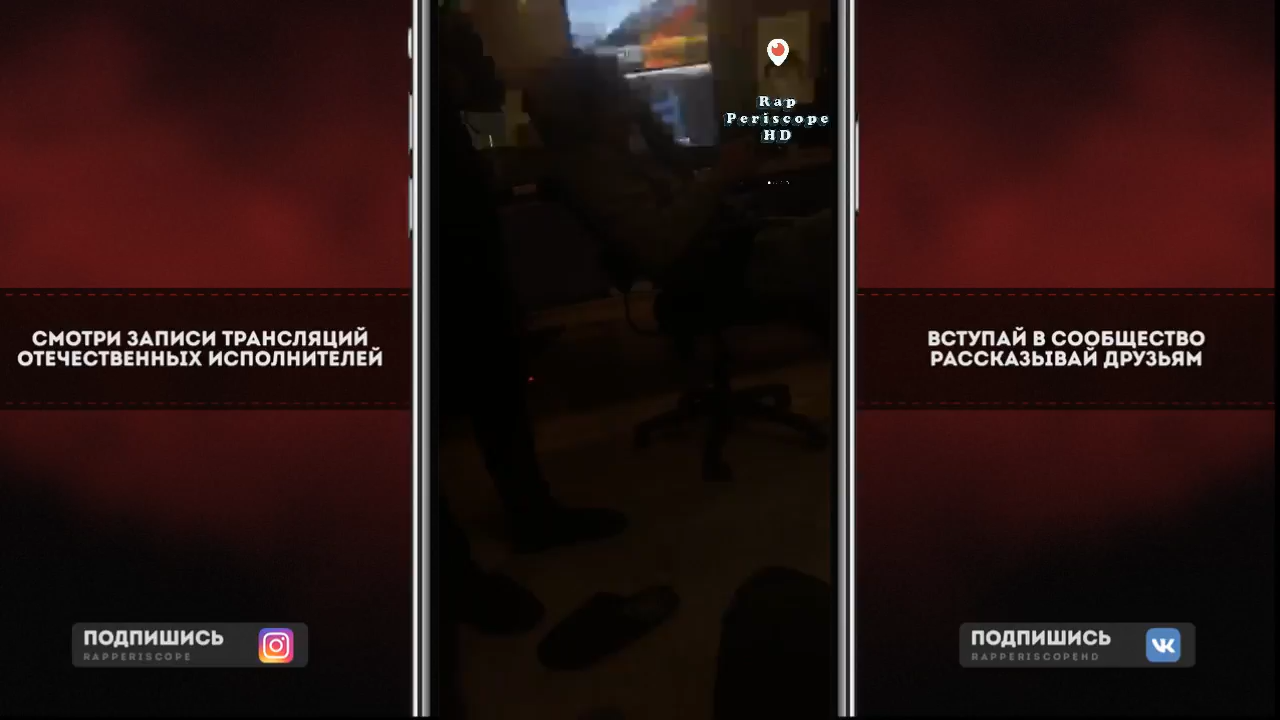 Rap
Periscope
HD
СМОТРИ ЗАПИСИ ТРАНСЛЯЦИЙ
ОТЕЧЕСТВЕННЫХ ИСПОЛНИТЕЛЕЙ
ВСТУПАЙ В СООБЩЕСТВО
РАССКАЗЫВАЙ ДРУЗЬЯМ
ПОДПИШИСЬ
RAPPERISCOPE
ПОДПИШИСЬ
RAPPERISCOPEHD